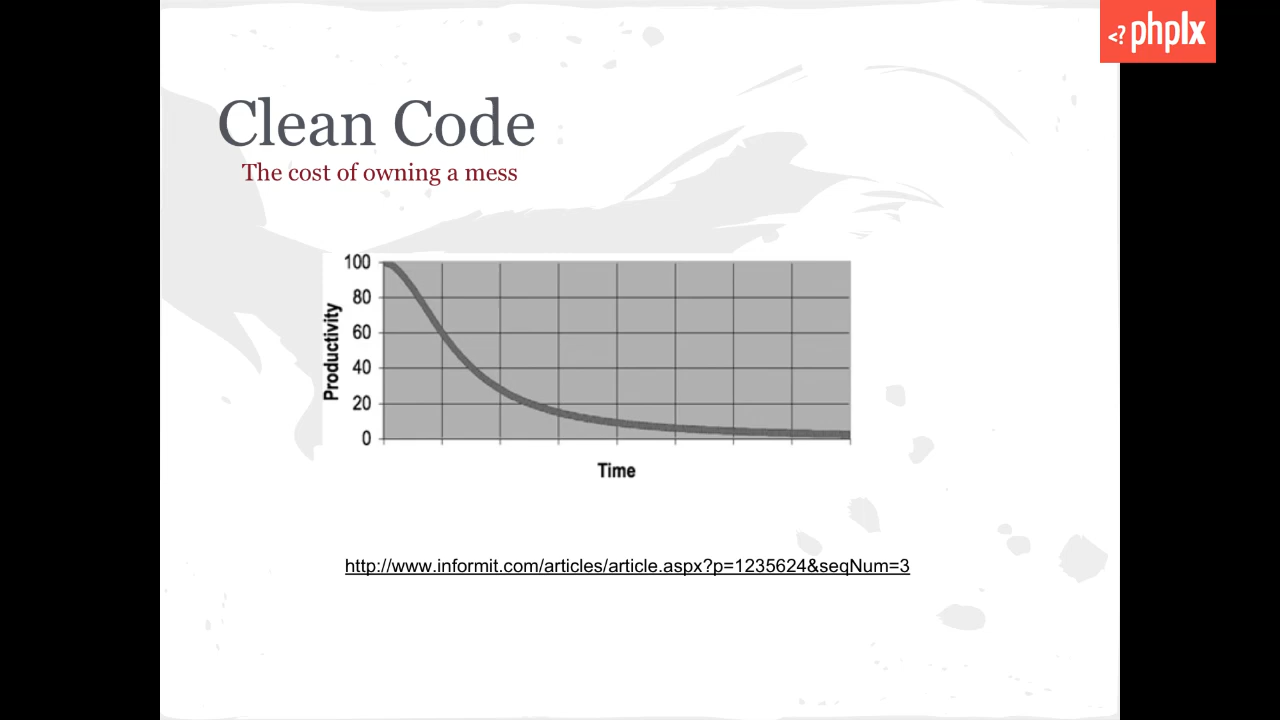 <? phplx
Clean Code
The cost of owning a mess
100
80
60
40
20
0
Productivity
Time
http://www.informit.com/articles/article.aspx?p=1235624&seqNum=3